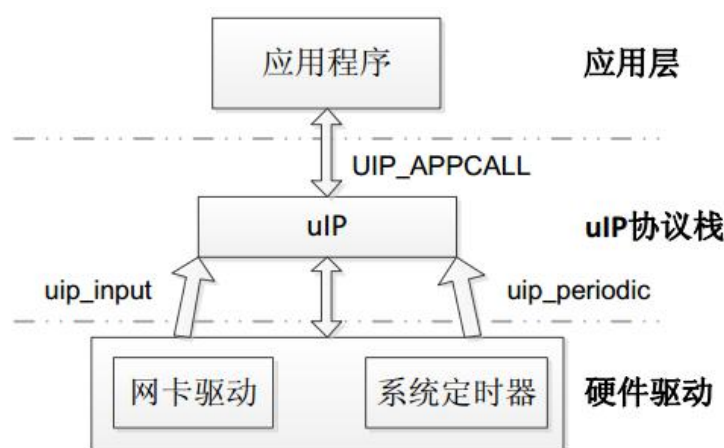 应用程序
应用层
UIP_APPCALL
uIP
uIP协议栈
uip_input
uip_periodic
网卡驱动
系统定时器
硬件驱动